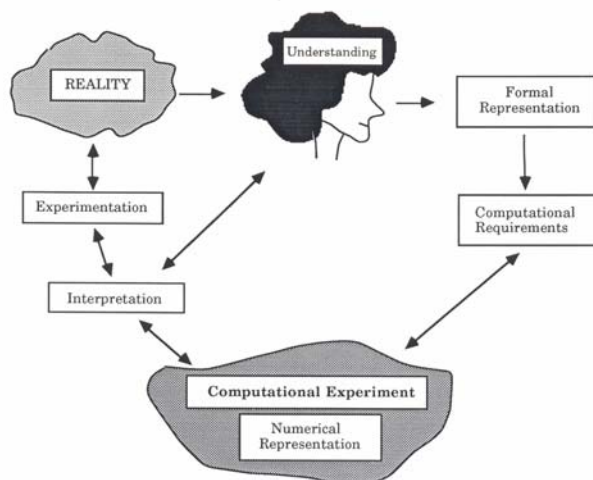 Understanding
REALITY
Formal
Representation
Experimentation
Computational
Requirements
Interpretation
Computational Experiment
Numerical
Representation